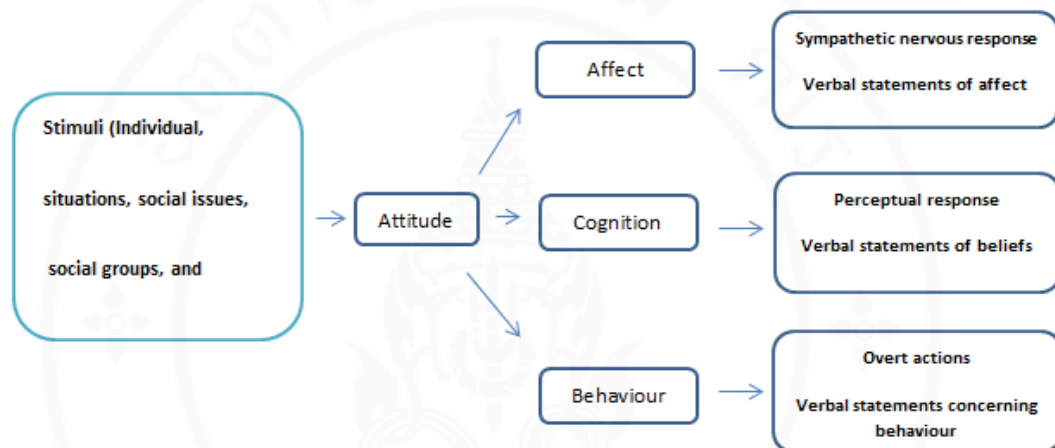 Stimuli (Individual,
situations, social issues,
social groups, and
Attitude
Affect
Cognition
Behaviour
Sympathetic nervous response
Verbal statements of affect
Perceptual response
Verbal statements of beliefs
Overt actions
Verbal statements concerning
behaviour